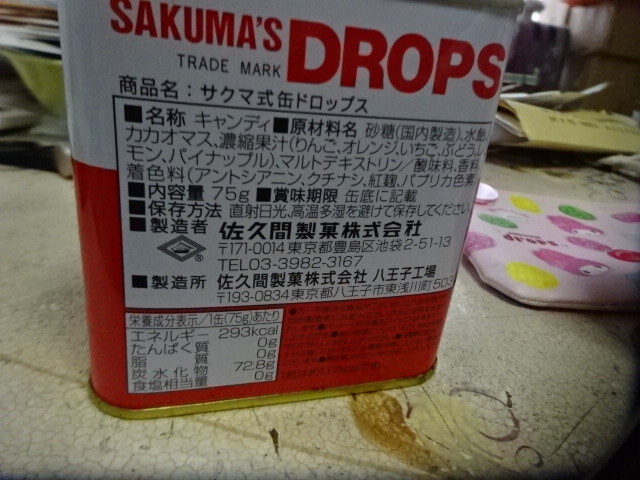 SAKUMA'S
TRADE MARK DROPS
商品名：サクマ式缶ドロップス
■名称 キャンディ ■原材料名 砂糖(国内製造)、水飴、
カカオマス、濃縮果汁(りんご、オレンジ、いちご、ぶどう、レ
モン、パイナップル)、マルトデキストリン/酸味料、香料、
着色料(アントシアニン、クチナシ、紅麹、パプリカ色素)
■内容量 75g ■賞味期限 缶底に記載
■保存方法 直射日光、高温多湿を避けて保存してください。
■製造者 佐久間製菓株式会社
〒171-0014 東京都豊島区池袋2-51-13
TEL03-3982-3167
■製造所 佐久間製菓株式会社 八王子工場
〒193-0834 東京都八王子市東浅川町503
栄養成分表示/1缶(75g)あたり
エネルギー 293kcal
たんぱく質 0g
脂質 0g
炭水化物 72.8g
食塩相当量 0g